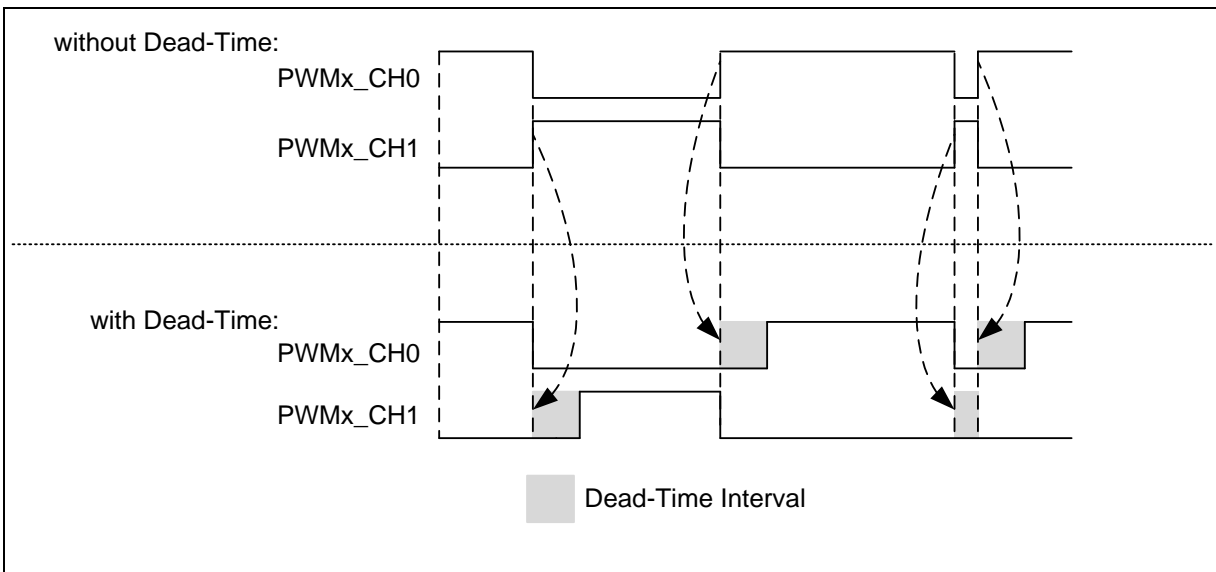 without Dead-Time:
PWMx_CH0
PWMx_CH1
with Dead-Time:
PWMx_CH0
PWMx_CH1
Dead-Time Interval